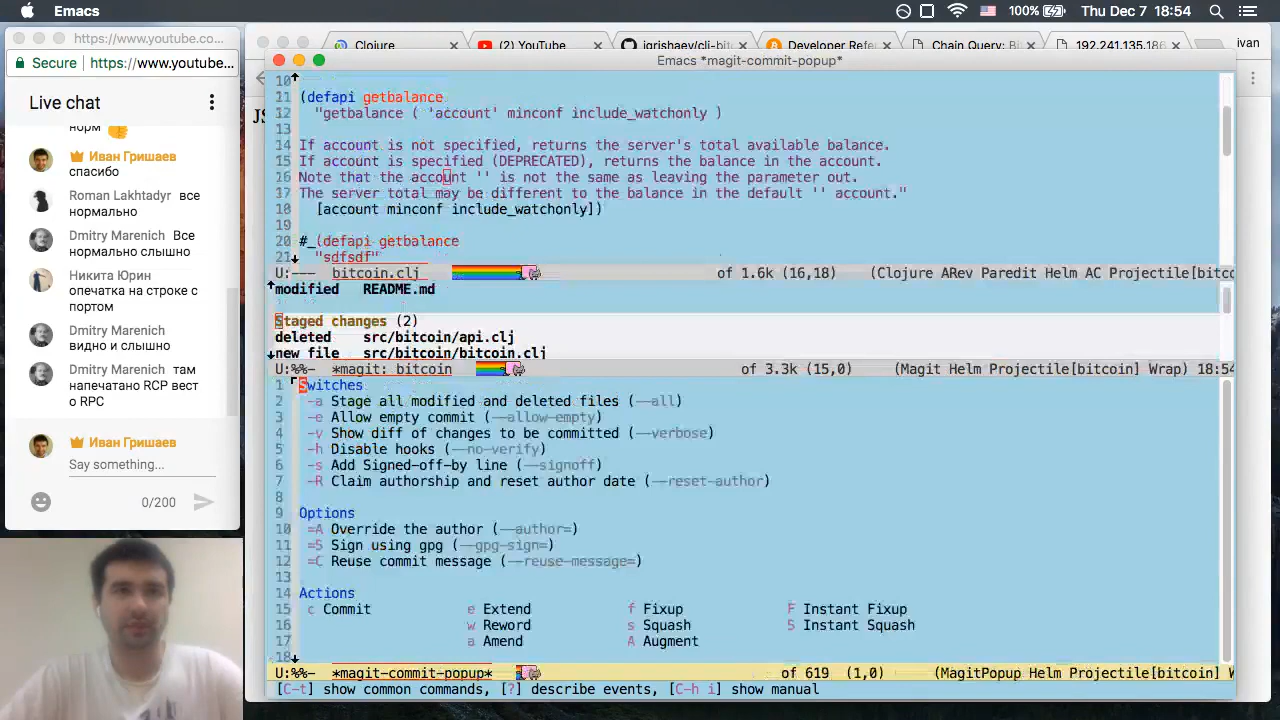 Emacs
100%
Thu Dec 7 18:54
https://www.youtube.co...
Secure
https://www.youtube...
Live chat
норм 👍
Иван Гришаев
спасибо
Roman Lakhtadyr все
нормально
Dmitry Marenich Все
нормально слышно
Никита Юрин
опечатка на строке с
портом
Dmitry Marenich
видно и слышно
Dmitry Marenich там
напечатано RCP вест
о RPC
Иван Гришаев
Say something...
0/200
Clojure
(2) YouTube
igrishaev/cli-bit
Developer Refe
Chain Query: Bi
192.241.135.186
ivan
JS
Emacs *magit-commit-popup*
10
11 (defapi getbalance
12 "getbalance ( 'account' minconf include_watchonly )
13
14 If account is not specified, returns the server's total available balance.
15 If account is specified (DEPRECATED), returns the balance in the account.
16 Note that the account '' is not the same as leaving the parameter out.
17 The server total may be different to the balance in the default '' account."
18 [account minconf include_watchonly])
19
20 #_(defapi getbalance
21 "sdfsdf"
U:--- bitcoin.clj of 1.6k (16,18) (Clojure ARev Paredit Helm AC Projectile[bitco
modified README.md
Staged changes (2)
deleted src/bitcoin/api.clj
new file src/bitcoin/bitcoin.clj
U:%%- *magit: bitcoin of 3.3k (15,0) (Magit Helm Projectile[bitcoin] Wrap) 18:54
1 Switches
2 -a Stage all modified and deleted files (--all)
3 -e Allow empty commit (--allow-empty)
4 -v Show diff of changes to be committed (--verbose)
5 -h Disable hooks (--no-verify)
6 -s Add Signed-off-by line (--signoff)
7 -R Claim authorship and reset author date (--reset-author)
8
9 Options
10 =A Override the author (--author=)
11 =S Sign using gpg (--gpg-sign=)
12 =C Reuse commit message (--reuse-message=)
13
14 Actions
15 c Commit e Extend f Fixup F Instant Fixup
16 w Reword s Squash S Instant Squash
17 a Amend A Augment
18
U:%%- *magit-commit-popup* of 619 (1,0) (MagitPopup Helm Projectile[bitcoin] W
[C-t] show common commands, [?] describe events, [C-h i] show manual